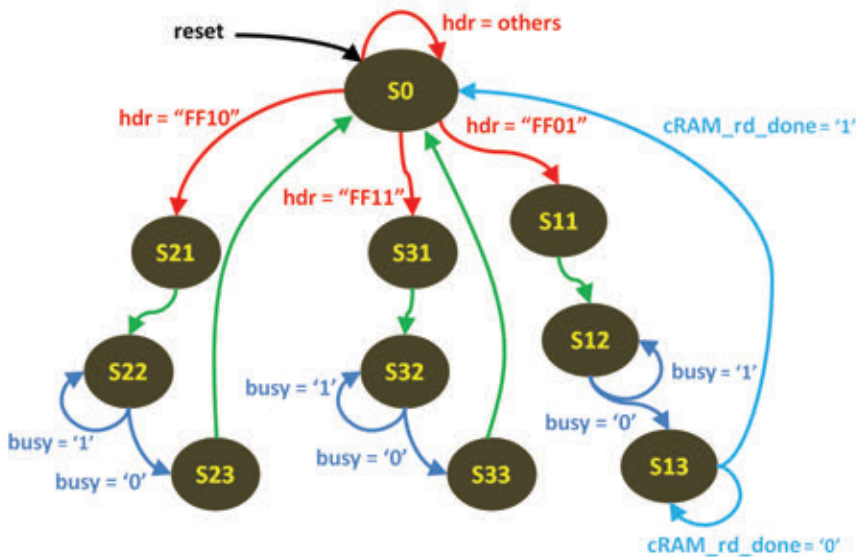 reset
hdr = others
S0
hdr = “FF10”
hdr = “FF01”
cRAM_rd_done = ‘1’
hdr = “FF11”
S21
S31
S11
S22
S32
S12
busy = ‘1’
busy = ‘1’
busy = ‘1’
busy = ‘0’
busy = ‘0’
busy = ‘0’
S23
S33
S13
cRAM_rd_done = ‘0’